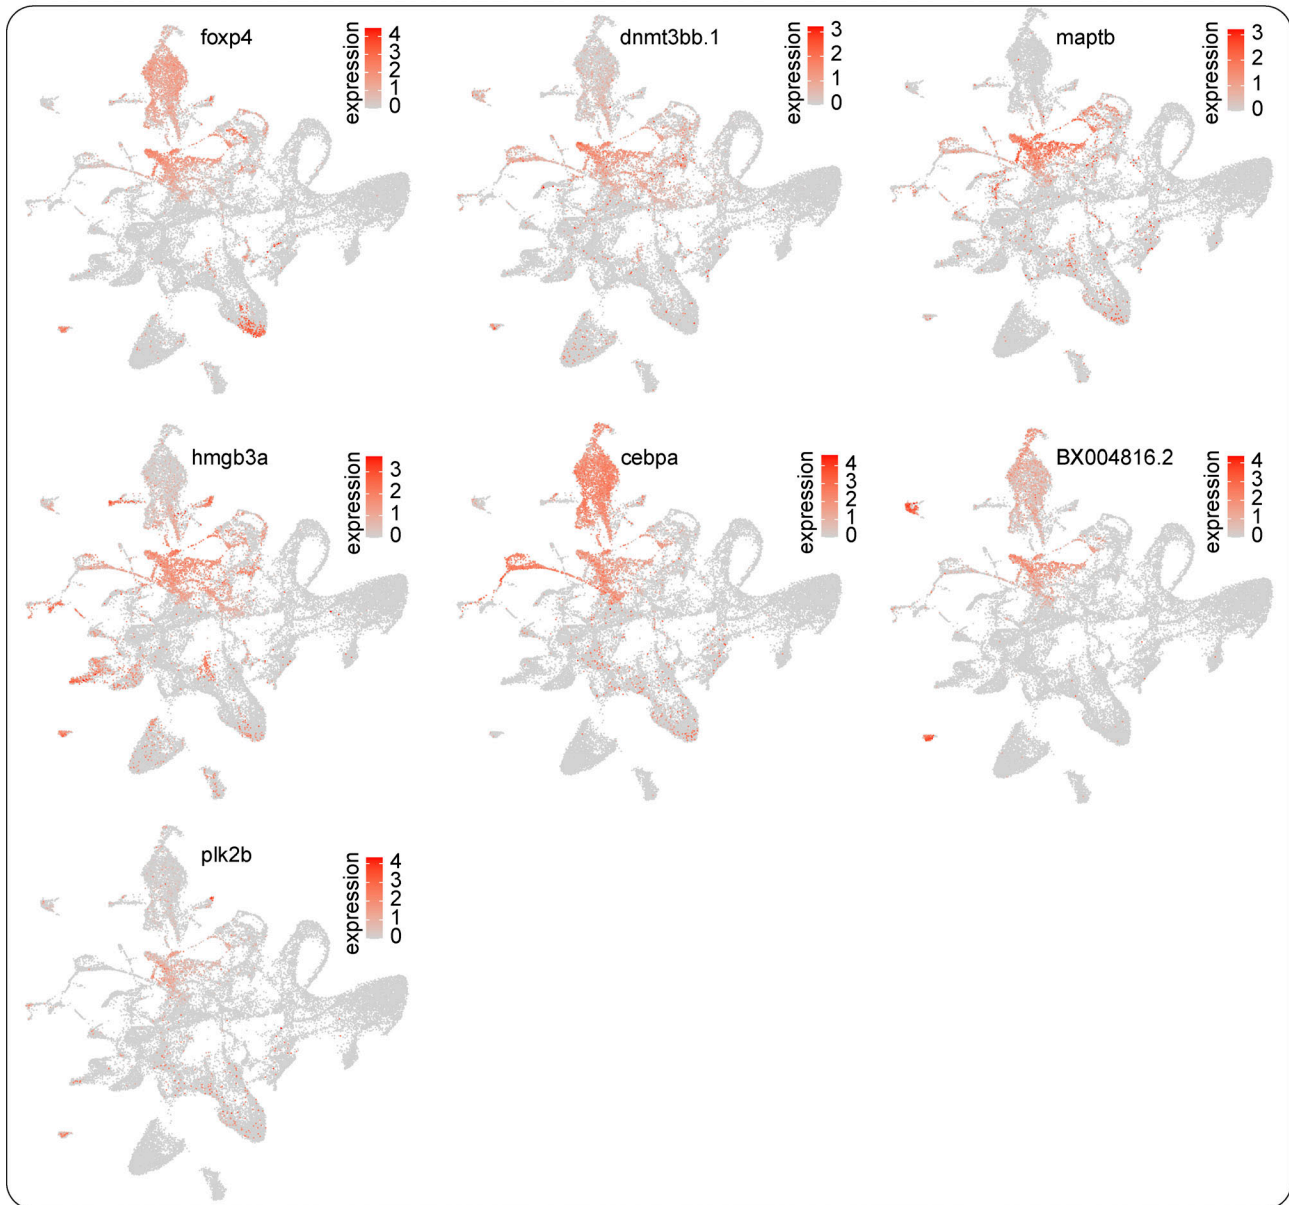 foxp4
expression
4
3
2
1
0
dnmt3bb.1
expression
3
2
1
0
maptb
expression
3
2
1
0
hmgb3a
expression
3
2
1
0
cebpa
expression
4
3
2
1
0
BX004816.2
expression
4
3
2
1
0
plk2b
expression
4
3
2
1
0